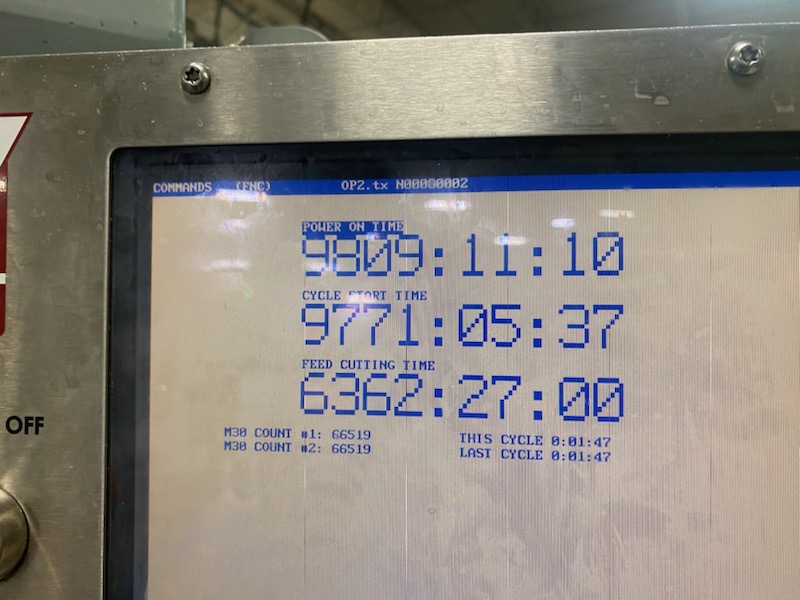 COMMANDS (FNC) OP2.tx N00080002
POWER ON TIME
9809:11:10
CYCLE START TIME
9771:05:37
FEED CUTTING TIME
6362:27:00
M30 COUNT #1: 66519 THIS CYCLE 0:01:47
M30 COUNT #2: 66519 LAST CYCLE 0:01:47
OFF